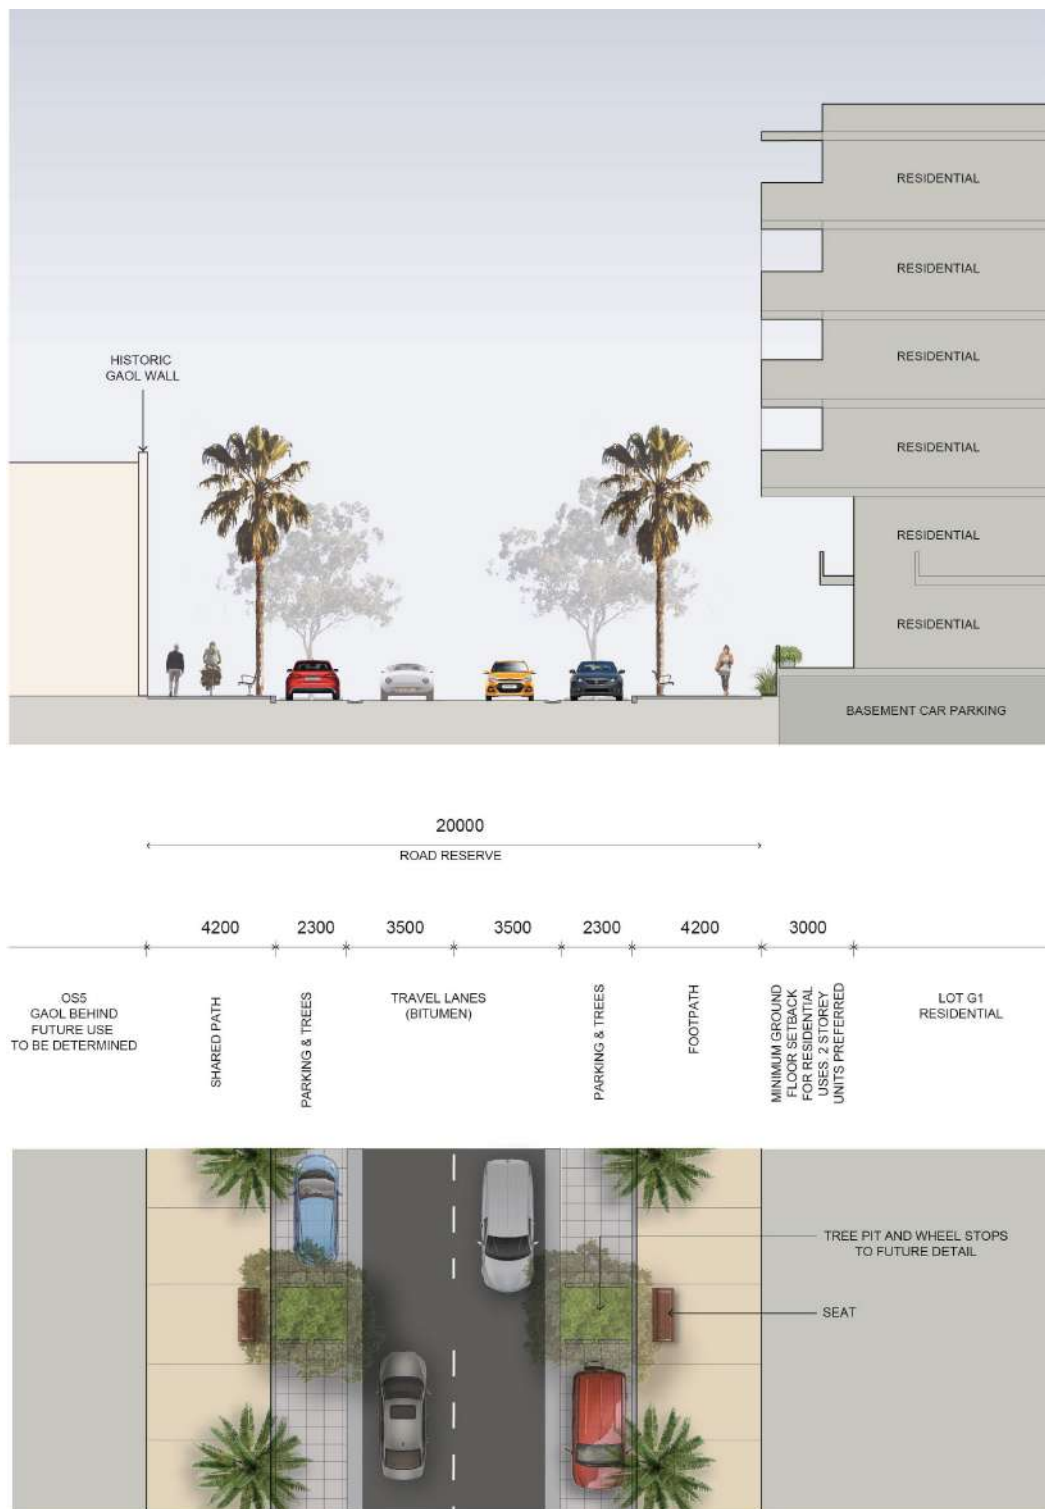 RESIDENTIAL
RESIDENTIAL
RESIDENTIAL
HISTORIC
GAOL WALL
RESIDENTIAL
RESIDENTIAL
RESIDENTIAL
BASEMENT CAR PARKING
20000
ROAD RESERVE
4200
2300
3500
3500
2300
4200
3000
OS5
GAOL BEHIND
FUTURE USE
TO BE DETERMINED
SHARED PATH
PARKING & TREES
TRAVEL LANES
(BITUMEN)
PARKING & TREES
FOOTPATH
MINIMUM GROUND
FLOOR SETBACK
FOR RESIDENTIAL
USES. 2 STOREY
UNITS PREFERRED
LOT G1
RESIDENTIAL
TREE PIT AND WHEEL STOPS
TO FUTURE DETAIL
SEAT